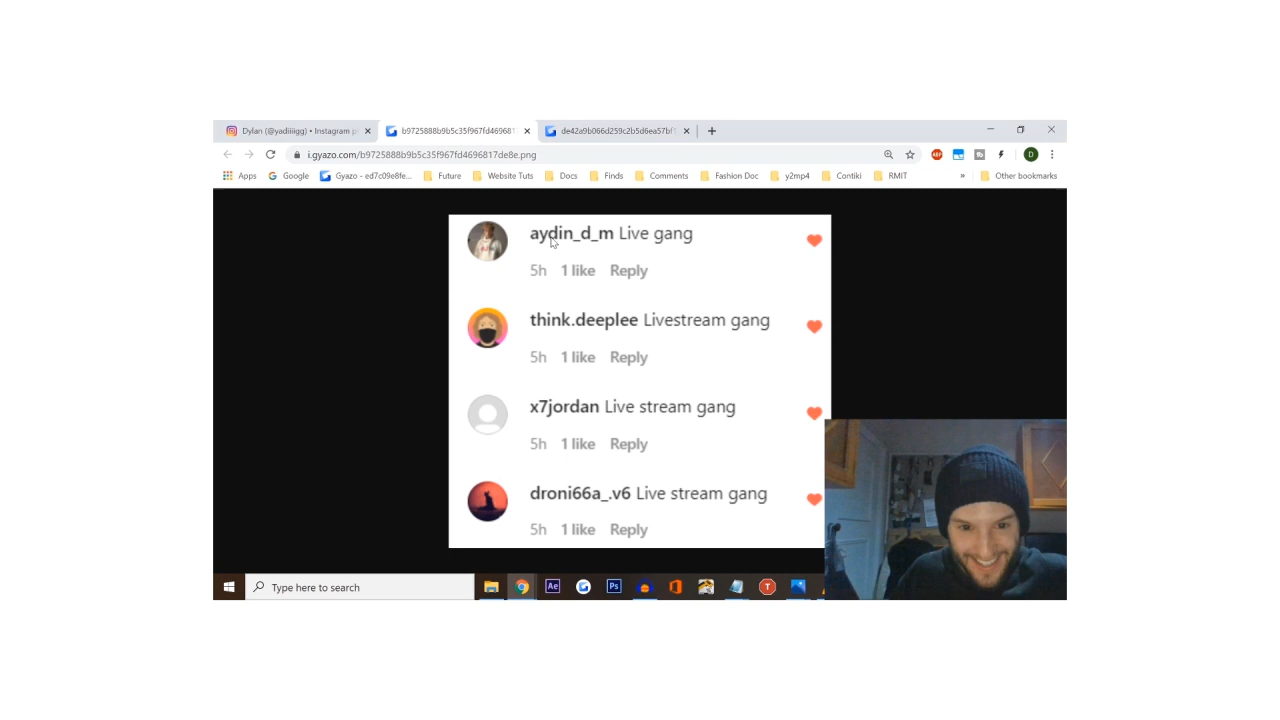 Dylan (@yadiiiigg) • Instagram p
b9725888b9b5c35f967fd4696817
de42a9b066d259c2b5d6ea57bf
i.gyazo.com/b9725888b9b5c35f967fd4696817de8e.png
ABP
D
Apps
Google
Gyazo - ed7c09e8fe...
Future
Website Tuts
Docs
Finds
Comments
Fashion Doc
y2mp4
Contiki
RMIT
»
Other bookmarks
aydin_d_m Live gang
5h 1 like Reply
think.deeplee Livestream gang
5h 1 like Reply
x7jordan Live stream gang
5h 1 like Reply
droni66a_.v6 Live stream gang
5h 1 like Reply
Type here to search
Ae
Ps
T